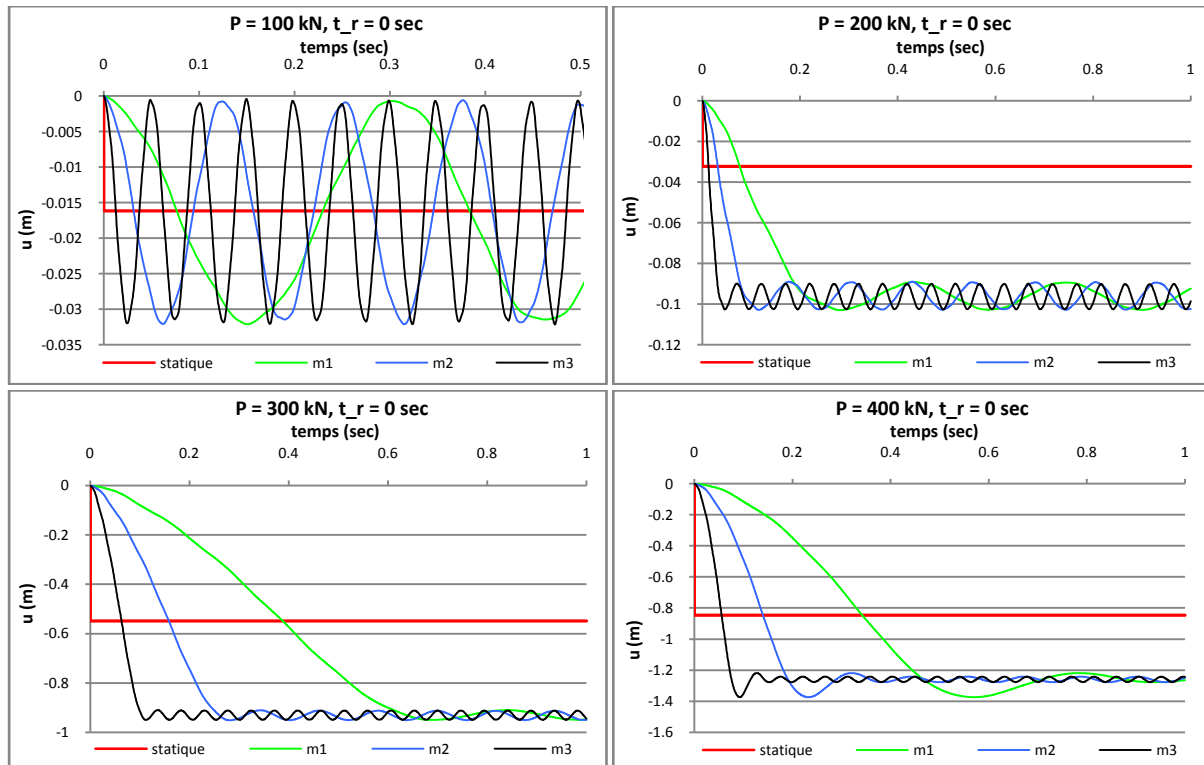 P = 100 kN, t_r = 0 sec
temps (sec)
0 0.1 0.2 0.3 0.4 0.5
0
-0.005
-0.01
-0.015
-0.02
-0.025
-0.03
-0.035
u (m)
statique m1 m2 m3
P = 200 kN, t_r = 0 sec
temps (sec)
0 0.2 0.4 0.6 0.8 1
0
-0.02
-0.04
-0.06
-0.08
-0.1
-0.12
u (m)
statique m1 m2 m3
P = 300 kN, t_r = 0 sec
temps (sec)
0 0.2 0.4 0.6 0.8 1
0
-0.2
-0.4
-0.6
-0.8
-1
u (m)
statique m1 m2 m3
P = 400 kN, t_r = 0 sec
temps (sec)
0 0.2 0.4 0.6 0.8 1
0
-0.2
-0.4
-0.6
-0.8
-1
-1.2
-1.4
-1.6
u (m)
statique m1 m2 m3